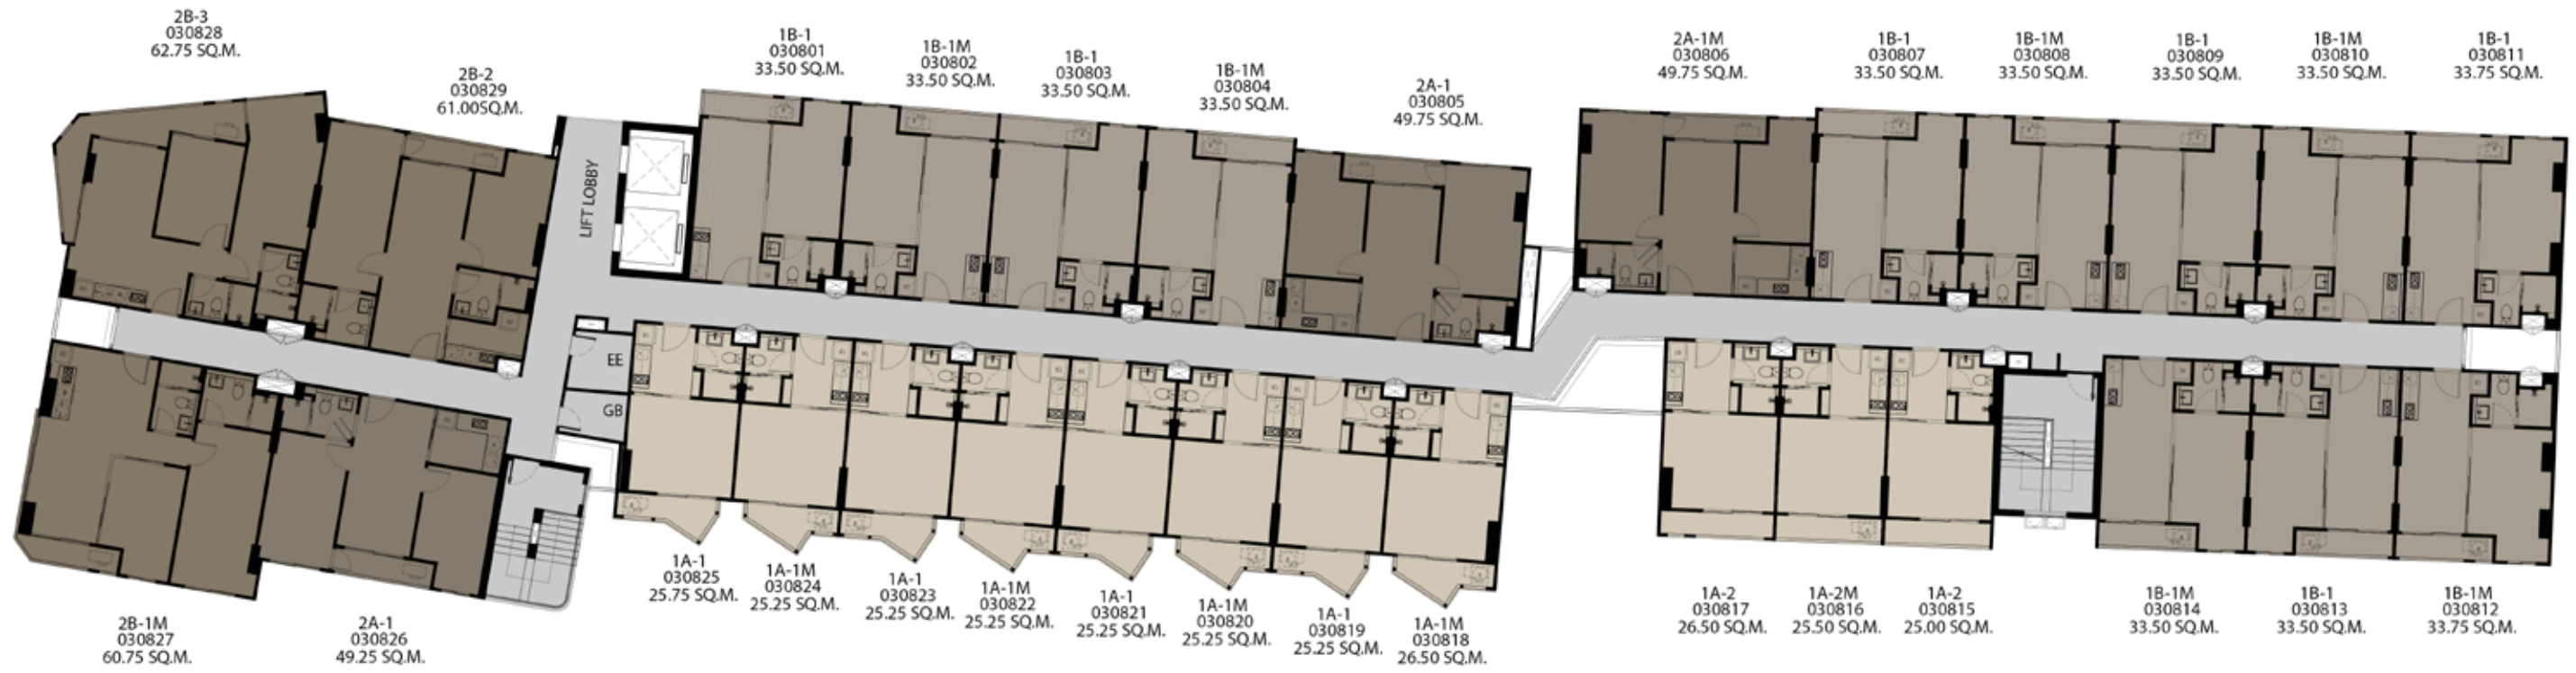 2B-3
030828
62.75 SQ.M.
2B-2
030829
61.00SQ.M.
1B-1
030801
33.50 SQ.M.
1B-1M
030802
33.50 SQ.M.
1B-1
030803
33.50 SQ.M.
1B-1M
030804
33.50 SQ.M.
2A-1
030805
49.75 SQ.M.
2A-1M
030806
49.75 SQ.M.
1B-1
030807
33.50 SQ.M.
1B-1M
030808
33.50 SQ.M.
1B-1
030809
33.50 SQ.M.
1B-1M
030810
33.50 SQ.M.
1B-1
030811
33.75 SQ.M.
LIFT LOBBY
EE
GB
2B-1M
030827
60.75 SQ.M.
2A-1
030826
49.25 SQ.M.
1A-1
030825
25.75 SQ.M.
1A-1M
030824
25.25 SQ.M.
1A-1
030823
25.25 SQ.M.
1A-1M
030822
25.25 SQ.M.
1A-1
030821
25.25 SQ.M.
1A-1M
030820
25.25 SQ.M.
1A-1
030819
25.25 SQ.M.
1A-1M
030818
26.50 SQ.M.
1A-2
030817
26.50 SQ.M.
1A-2M
030816
25.50 SQ.M.
1A-2
030815
25.00 SQ.M.
1B-1M
030814
33.50 SQ.M.
1B-1
030813
33.50 SQ.M.
1B-1M
030812
33.75 SQ.M.